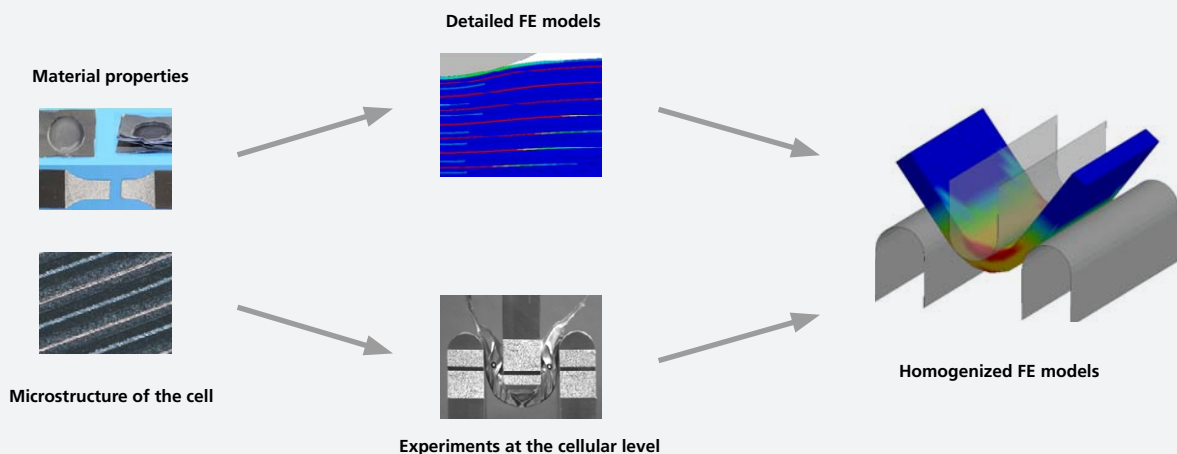 Detailed FE models
Material properties
Microstructure of the cell
Experiments at the cellular level
Homogenized FE models